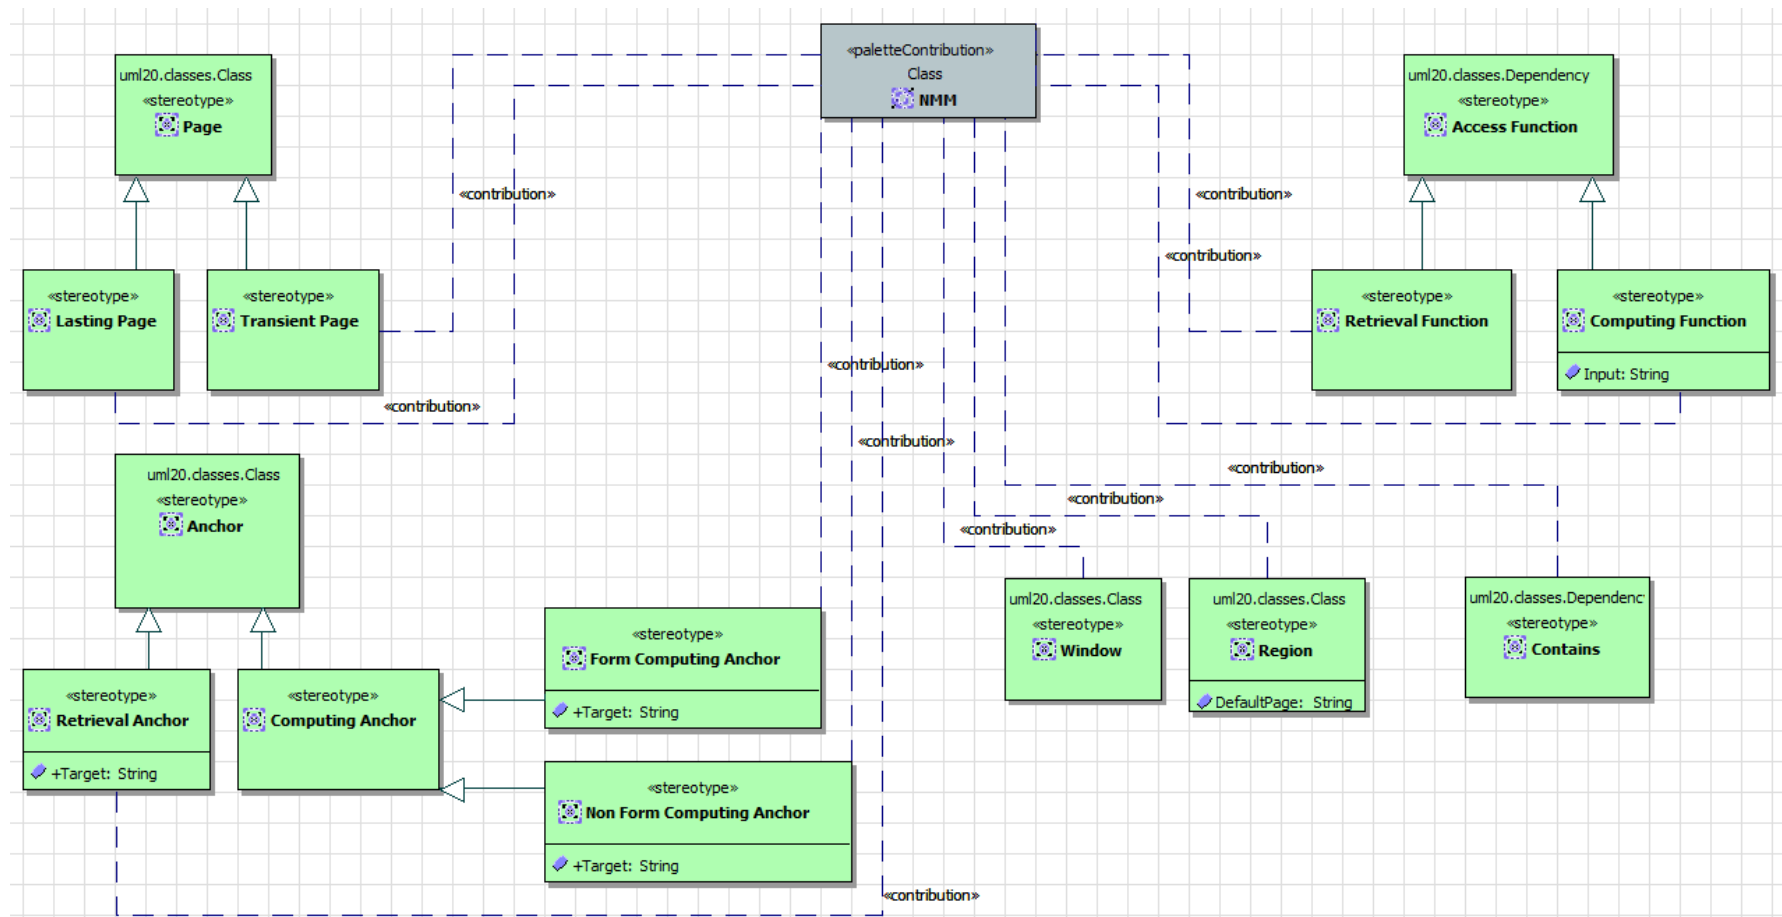 «paletteContribution»
Class
NMM
uml20.classes.Class
«stereotype»
Page
uml20.classes.Dependency
«stereotype»
Access Function
«contribution»
«contribution»
«contribution»
«stereotype»
Lasting Page
«stereotype»
Transient Page
«stereotype»
Retrieval Function
«stereotype»
Computing Function
Input: String
«contribution»
«contribution»
«contribution»
uml20.classes.Class
«stereotype»
Anchor
«contribution»
«contribution»
«contribution»
uml20.classes.Class
«stereotype»
Window
uml20.classes.Class
«stereotype»
Region
DefaultPage: String
uml20.classes.Dependenc
«stereotype»
Contains
«stereotype»
Form Computing Anchor
+Target: String
«stereotype»
Retrieval Anchor
+Target: String
«stereotype»
Computing Anchor
«stereotype»
Non Form Computing Anchor
+Target: String
«contribution»